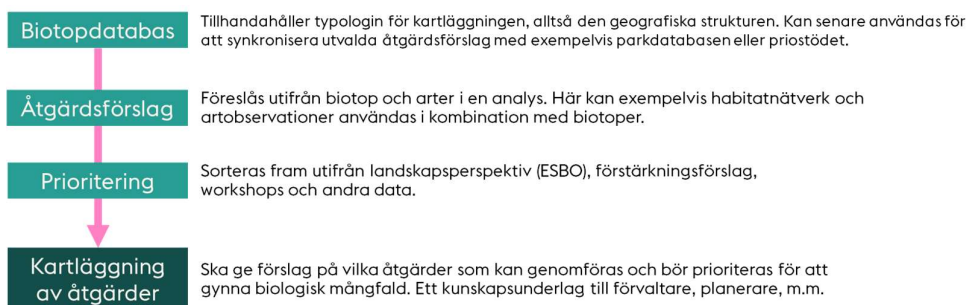 Biotopdatabas
Tillhandahåller typologin för kartläggningen, alltså den geografiska strukturen. Kan senare användas för
att synkronisera utvalda åtgärdsförslag med exempelvis parkdatabasen eller priostödet.
Åtgärdsförslag
Föreslås utifrån biotop och arter i en analys. Här kan exempelvis habitatnätverk och
artobservationer användas i kombination med biotoper.
Prioritering
Sorteras fram utifrån landskapsperspektiv (ESBO), förstärkningsförslag,
workshops och andra data.
Kartläggning
av åtgärder
Ska ge förslag på vilka åtgärder som kan genomföras och bör prioriteras för att
gynna biologisk mångfald. Ett kunskapsunderlag till förvaltare, planerare, m.m.